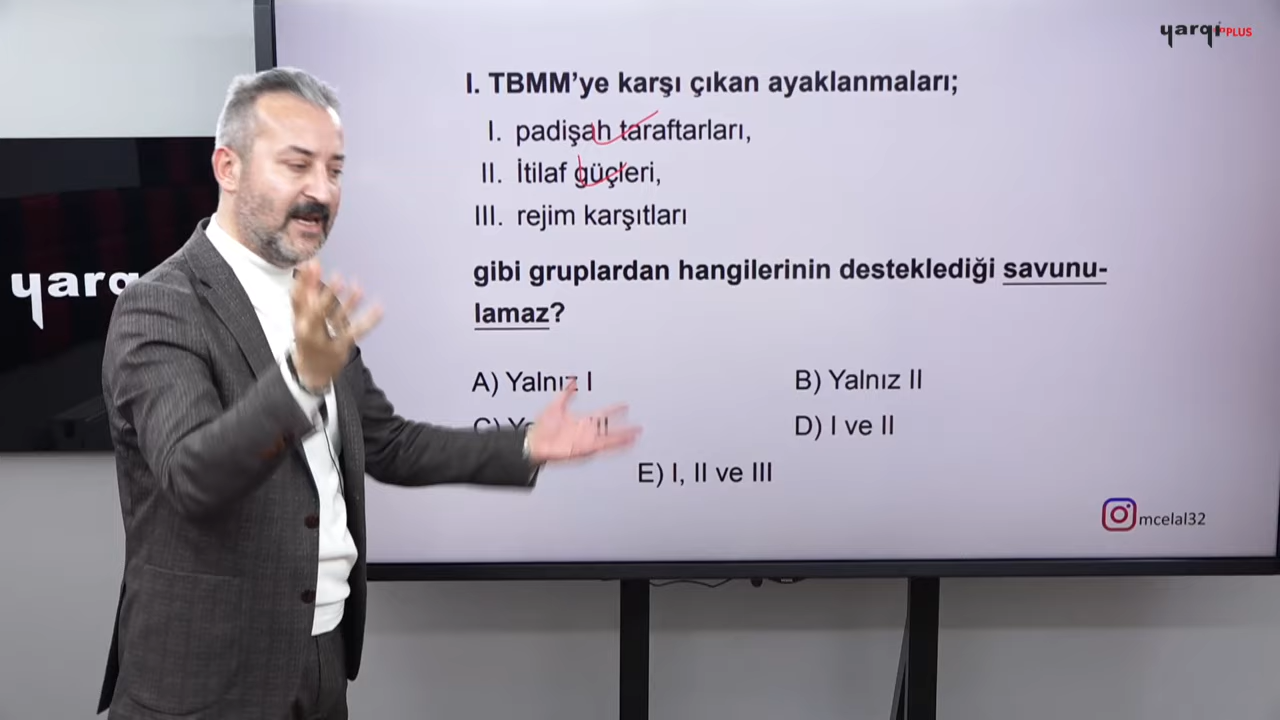 yargı PLUS
I. TBMM’ye karşı çıkan ayaklanmaları;
I. padişah taraftarları,
II. İtilaf güçleri,
III. rejim karşıtları
gibi gruplardan hangilerinin desteklediği savunu-
lamaz?
A) Yalnız I
B) Yalnız II
D) I ve II
E) I, II ve III
mcelal32
yarg